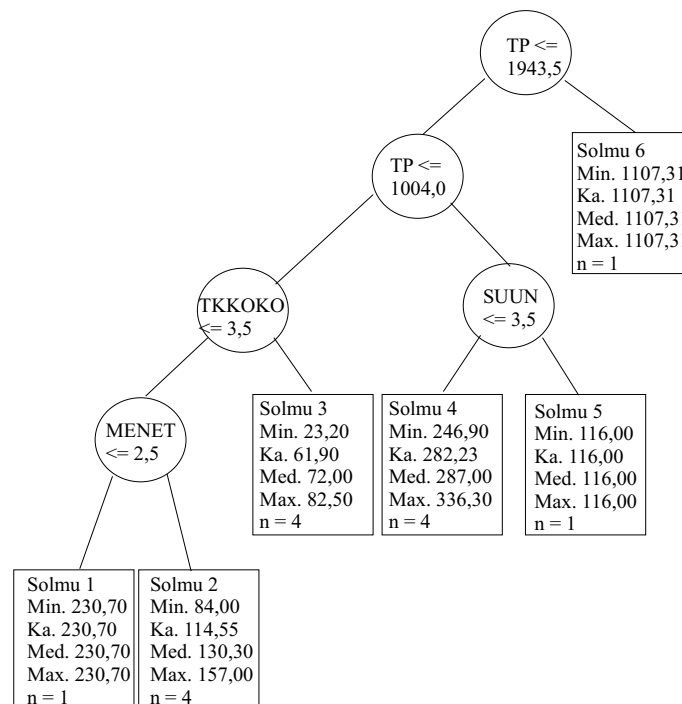 TP <=
1943,5
TP <=
1004,0
Solmu 6
Min. 1107,31
Ka. 1107,31
Med. 1107,3
Max. 1107,3
n = 1
TKKOKO
<= 3,5
SUUN
<= 3,5
MENET
<= 2,5
Solmu 3
Min. 23,20
Ka. 61,90
Med. 72,00
Max. 82,50
n = 4
Solmu 4
Min. 246,90
Ka. 282,23
Med. 287,00
Max. 336,30
n = 4
Solmu 5
Min. 116,00
Ka. 116,00
Med. 116,00
Max. 116,00
n = 1
Solmu 1
Min. 230,70
Ka. 230,70
Med. 230,70
Max. 230,70
n = 1
Solmu 2
Min. 84,00
Ka. 114,55
Med. 130,30
Max. 157,00
n = 4